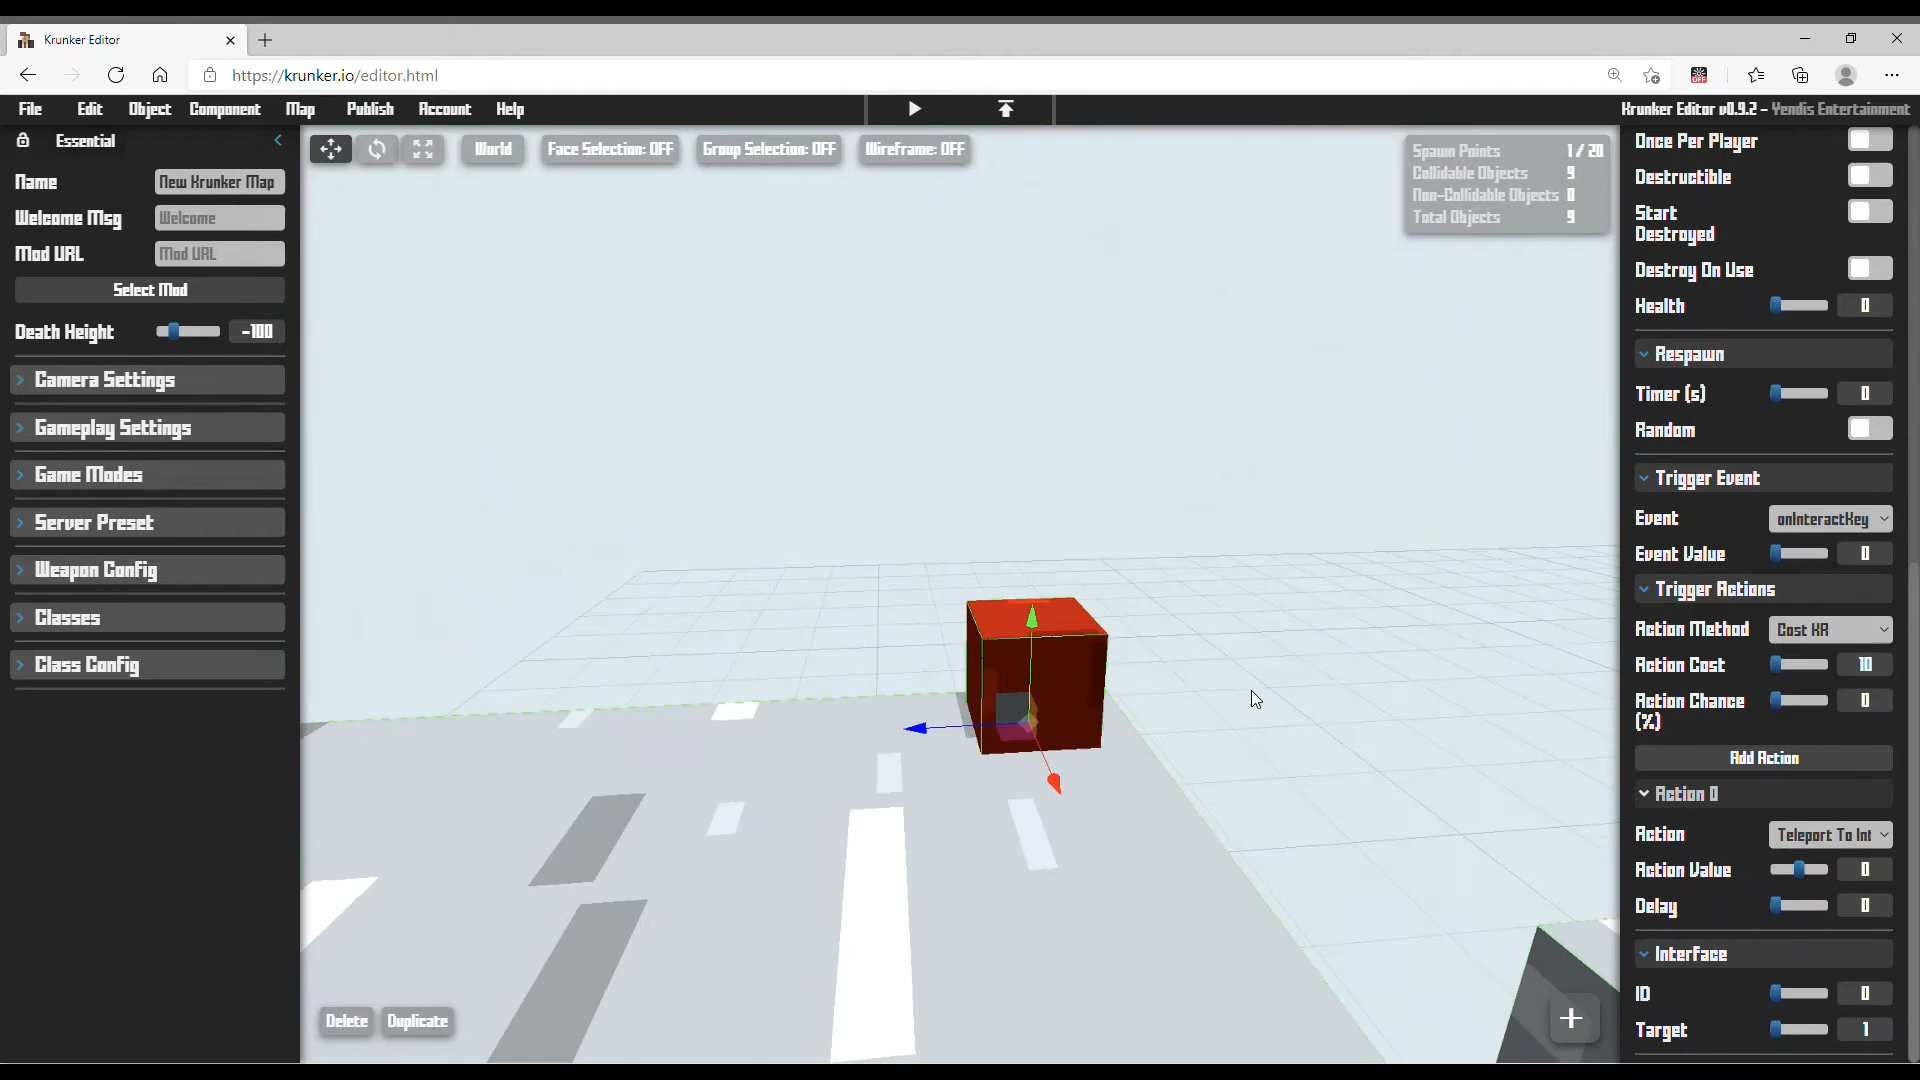 Krunker Editor
https://krunker.io/editor.html
File Edit Object Component Map Publish Account Help
Krunker Editor v0.9.2 - Yendis Entertainment
Essential
Name New Krunker Map
Welcome Msg Welcome
Mod URL Mod URL
Select Mod
Death Height -100
Camera Settings
Gameplay Settings
Game Modes
Server Preset
Weapon Config
Classes
Class Config
World Face Selection: OFF Group Selection: OFF Wireframe: OFF
Spawn Points 1 / 20
Collidable Objects 9
Non-Collidable Objects 0
Total Objects 9
Delete Duplicate
Once Per Player
Destructible
Start
Destroyed
Destroy On Use
Health 0
Respawn
Timer (s) 0
Random
Trigger Event
Event onInteractKey
Event Value 0
Trigger Actions
Action Method Cost KR
Action Cost 10
Action Chance 0
(%)
Add Action
Action 0
Action Teleport To Int
Action Value 0
Delay 0
Interface
ID 0
Target 1